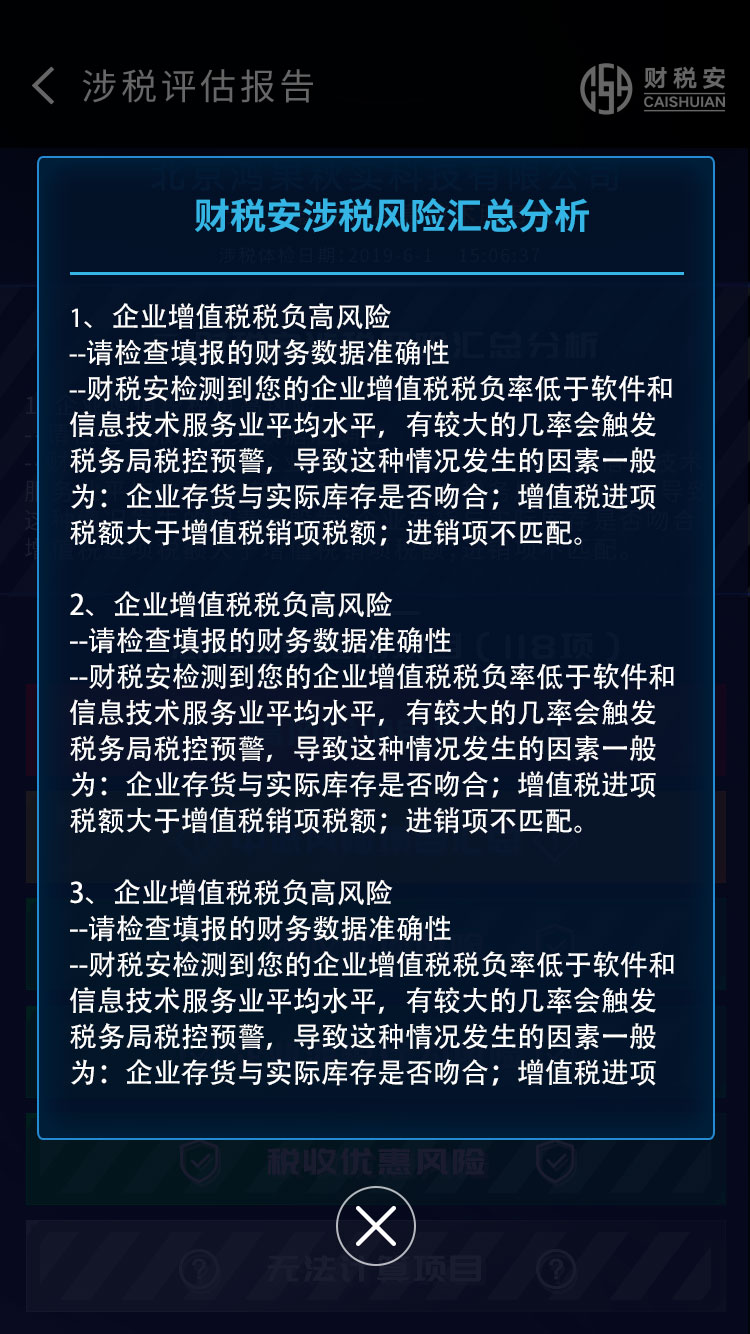 涉税评估报告
财税安
CAISHUIAN
财税安涉税风险汇总分析
涉税体检日期:2019-6-1 15:06:37
1、企业增值税税负高风险
--请检查填报的财务数据准确性
--财税安检测到您的企业增值税税负率低于软件和
信息技术服务业平均水平，有较大的几率会触发
税务局税控预警，导致这种情况发生的因素一般
为：企业存货与实际库存是否吻合；增值税进项
税额大于增值税销项税额；进销项不匹配。
2、企业增值税税负高风险
--请检查填报的财务数据准确性
--财税安检测到您的企业增值税税负率低于软件和
信息技术服务业平均水平，有较大的几率会触发
税务局税控预警，导致这种情况发生的因素一般
为：企业存货与实际库存是否吻合；增值税进项
税额大于增值税销项税额；进销项不匹配。
3、企业增值税税负高风险
--请检查填报的财务数据准确性
--财税安检测到您的企业增值税税负率低于软件和
信息技术服务业平均水平，有较大的几率会触发
税务局税控预警，导致这种情况发生的因素一般
为：企业存货与实际库存是否吻合；增值税进项
税收优惠风险
无法计算项目